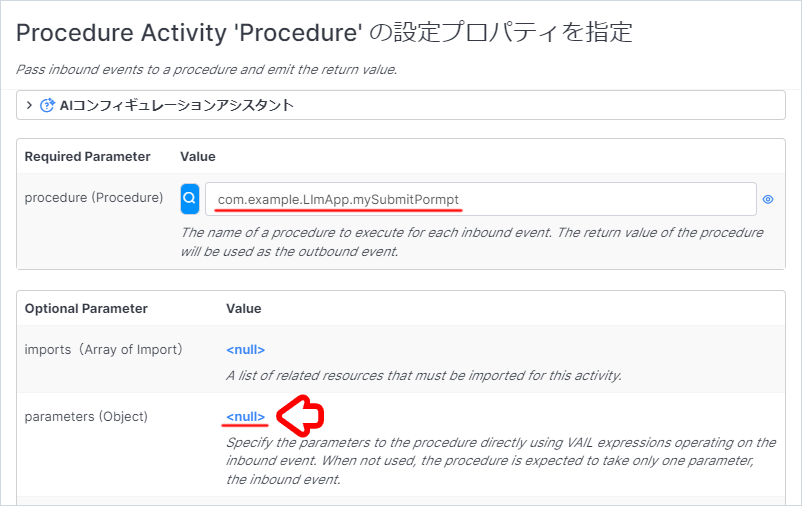 Procedure Activity 'Procedure' の設定プロパティを指定
Pass inbound events to a procedure and emit the return value.
AIコンフィギュレーションアシスタント
Required Parameter Value
procedure (Procedure) com.example.LlmApp.mySubmitPormpt
The name of a procedure to execute for each inbound event. The return value of the procedure
will be used as the outbound event.
Optional Parameter Value
imports（Array of Import） <null>
A list of related resources that must be imported for this activity.
parameters (Object) <null>
Specify the parameters to the procedure directly using VAIL expressions operating on the
inbound event. When not used, the procedure is expected to take only one parameter,
the inbound event.